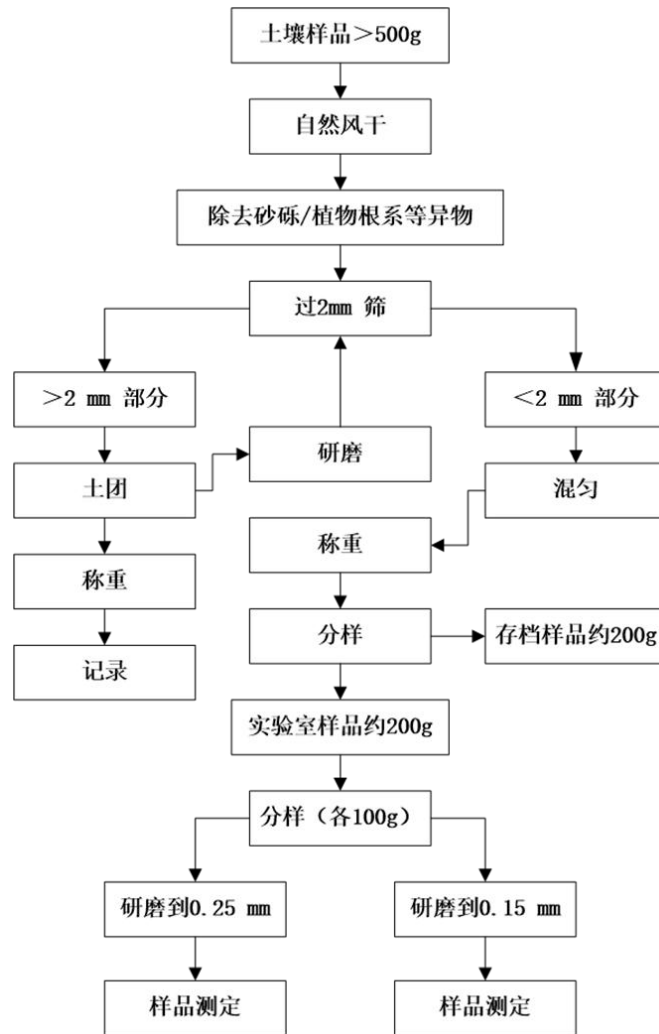 土壤样品＞500g
自然风干
除去砂砾/植物根系等异物
过2mm 筛
＞2 mm 部分
＜2 mm 部分
土团
研磨
混匀
称重
称重
记录
分样
存档样品约200g
实验室样品约200g
分样（各100g）
研磨到0.25 mm
研磨到0.15 mm
样品测定
样品测定